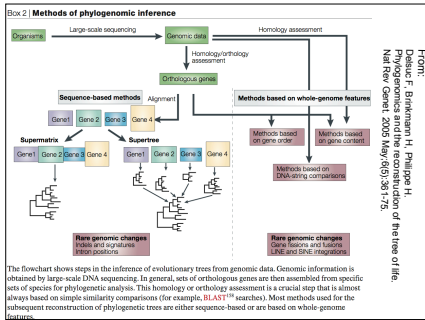 Box 2 | Methods of phylogenomic inference
Organisms
Large-scale sequencing
Genomic data
Homology assessment
Homology/orthology
assessment
Orthologous genes
Sequence-based methods
Alignment
Methods based on whole-genome features
Gene1
Gene 2
Gene 3
Gene 4
Supermatrix
Supertree
Gene1
Gene 2
Gene 3
Gene 4
Gene1
Gene 2
Gene 3
Gene 4
Methods based
on gene order
Methods based
on gene content
Methods based on
DNA-string comparisons
Rare genomic changes
Indels and signatures
Intron positions
Rare genomic changes
Gene fissions and fusions
LINE and SINE integrations
The flowchart shows steps in the inference of evolutionary trees from genomic data. Genomic information is
obtained by large-scale DNA sequencing. In general, sets of orthologous genes are then assembled from specific
sets of species for phylogenetic analysis. This homology or orthology assessment is a crucial step that is almost
always based on simple similarity comparisons (for example, BLAST158 searches). Most methods used for the
subsequent reconstruction of phylogenetic trees are either sequence-based or are based on whole-genome
features.
From:
Delsuc F, Brinkmann H, Philippe H.
Phylogenomics and the reconstruction of the tree of life.
Nat Rev Genet. 2005 May;6(5):361-75.